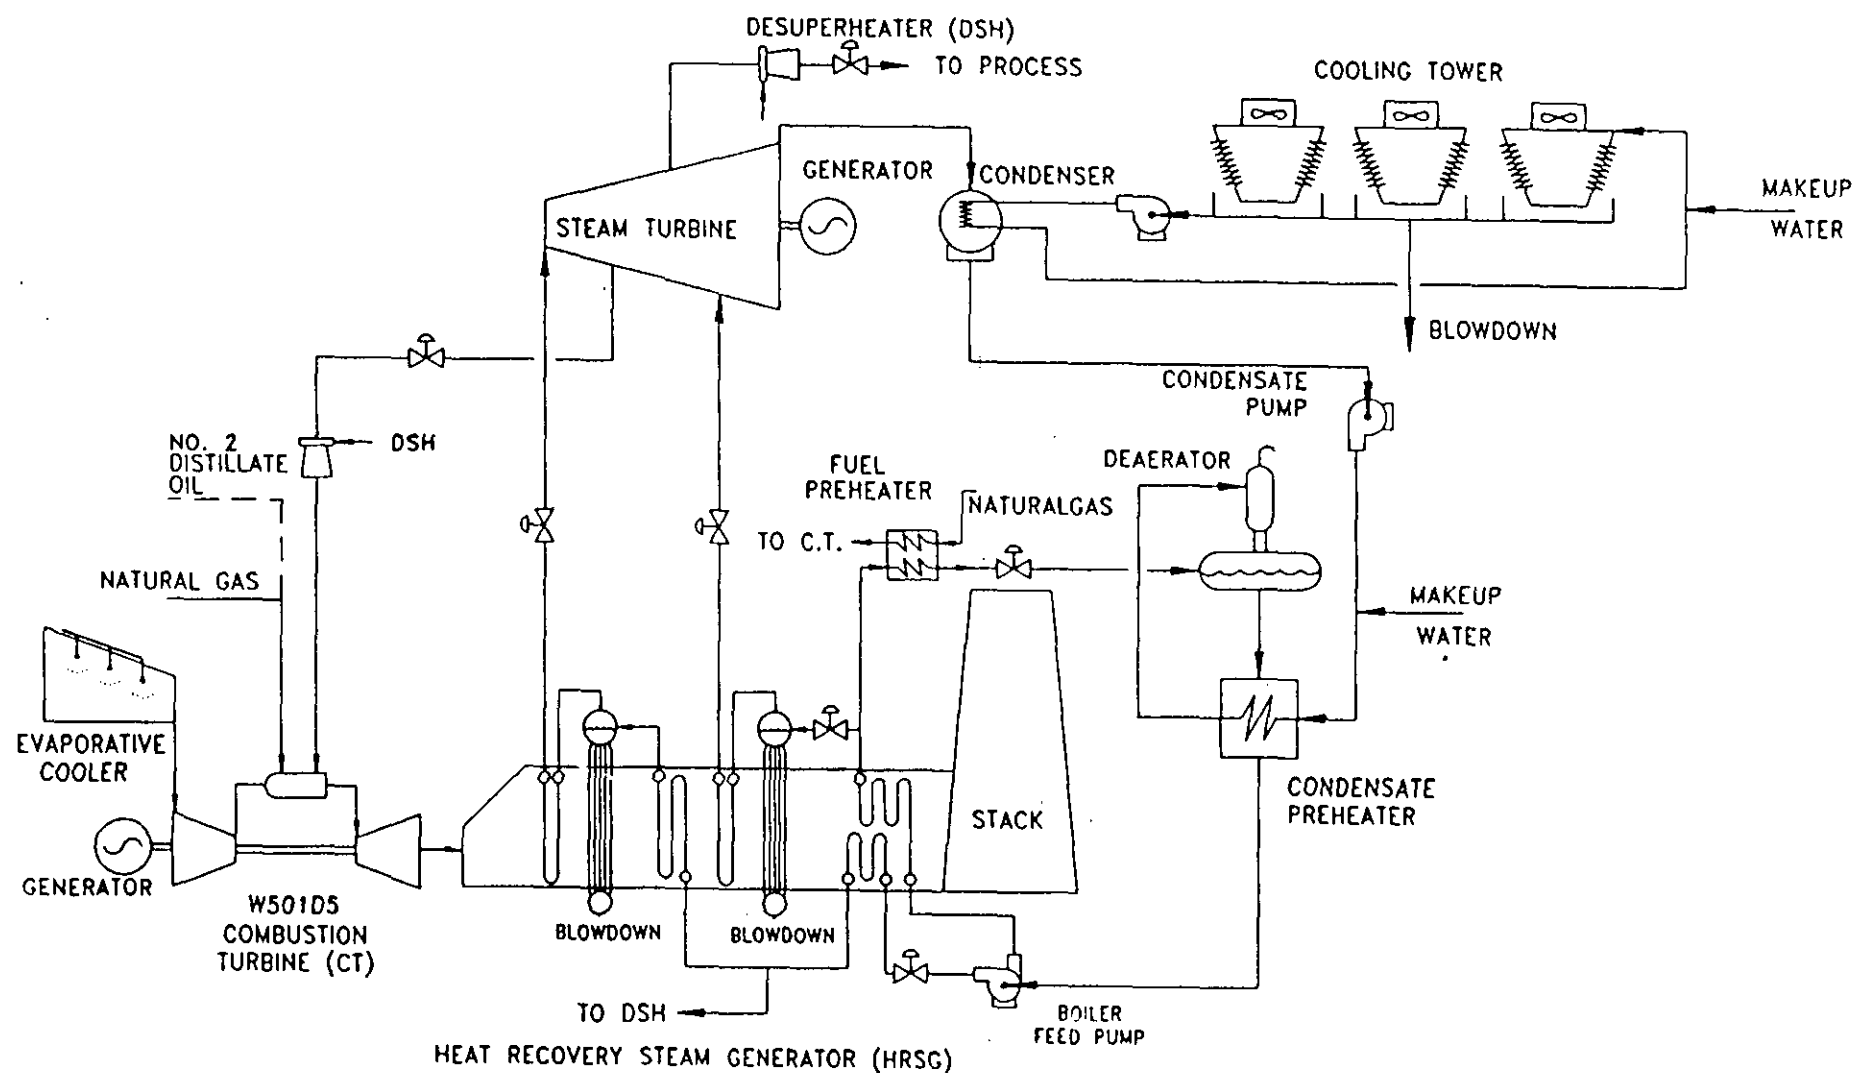 DESUPERHEATER (DSH)
TO PROCESS
COOLING TOWER
GENERATOR
CONDENSER
MAKEUP
WATER
STEAM TURBINE
BLOWDOWN
CONDENSATE
PUMP
NO. 2
DISTILLATE
OIL
DSH
FUEL
PREHEATER
DEAERATOR
NATURALGAS
TO C.T.
NATURAL GAS
MAKEUP
WATER
EVAPORATIVE
COOLER
CONDENSATE
PREHEATER
STACK
GENERATOR
W501D5
COMBUSTION
TURBINE (CT)
BLOWDOWN
BLOWDOWN
TO DSH
BOILER
FEED PUMP
HEAT RECOVERY STEAM GENERATOR (HRSG)